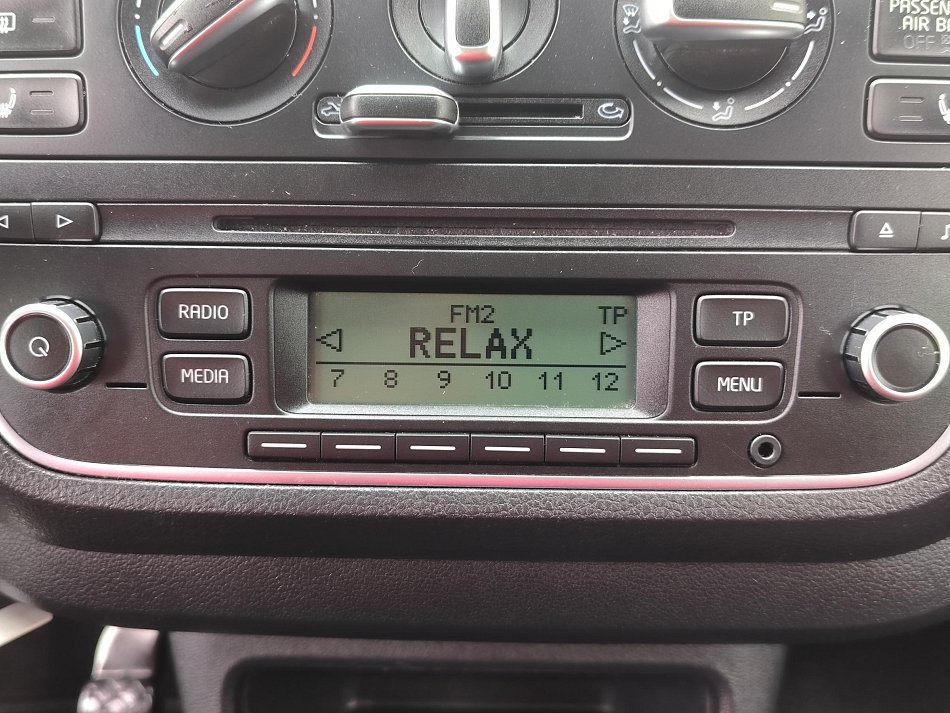 PASSEN
AIR B
OFF
RADIO
MEDIA
FM2 TP
RELAX
7 8 9 10 11 12
TP
MENU